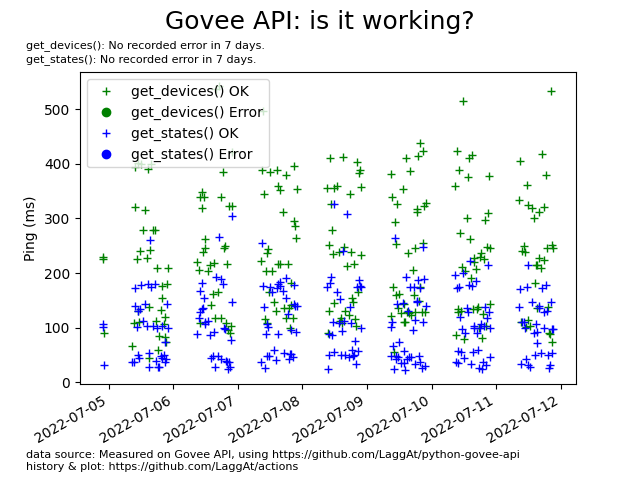 Govee API: is it working?
get_devices(): No recorded error in 7 days.
get_states(): No recorded error in 7 days.
get_devices() OK
get_devices() Error
get_states() OK
get_states() Error
500
400
300
200
100
0
Ping (ms)
2022-07-05
2022-07-06
2022-07-07
2022-07-08
2022-07-09
2022-07-10
2022-07-11
2022-07-12
data source: Measured on Govee API, using https://github.com/LaggAt/python-govee-api
history & plot: https://github.com/LaggAt/actions